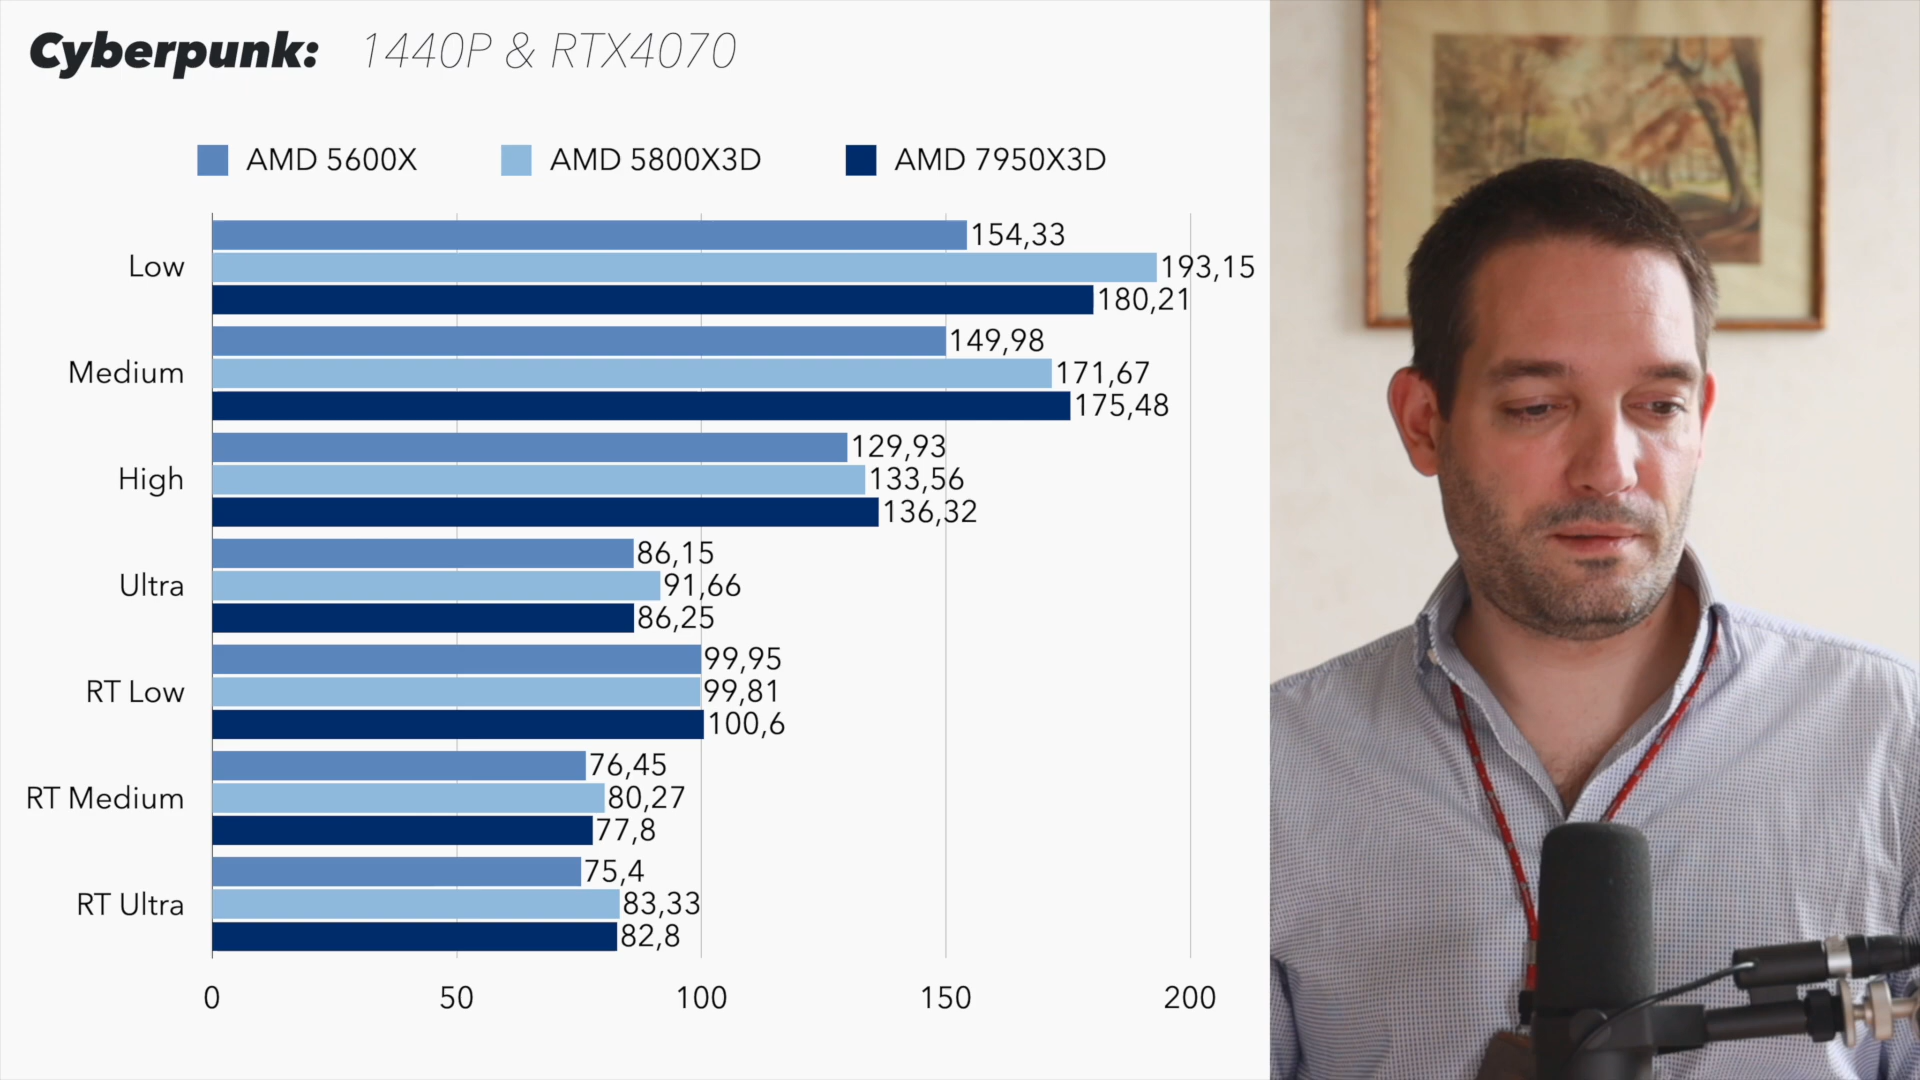 Cyberpunk: 1440P & RTX4070
AMD 5600X AMD 5800X3D AMD 7950X3D
Low
154,33
193,15
180,21
Medium
149,98
171,67
175,48
High
129,93
133,56
136,32
Ultra
86,15
91,66
86,25
RT Low
99,95
99,81
100,6
RT Medium
76,45
80,27
77,8
RT Ultra
75,4
83,33
82,8
0 50 100 150 200